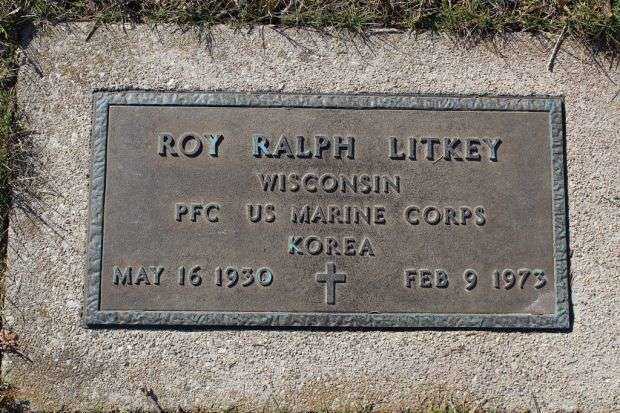 ROY RALPH LITKEY
WISCONSIN
PFC US MARINE CORPS
KOREA
MAY 16 1930 FEB 9 1973